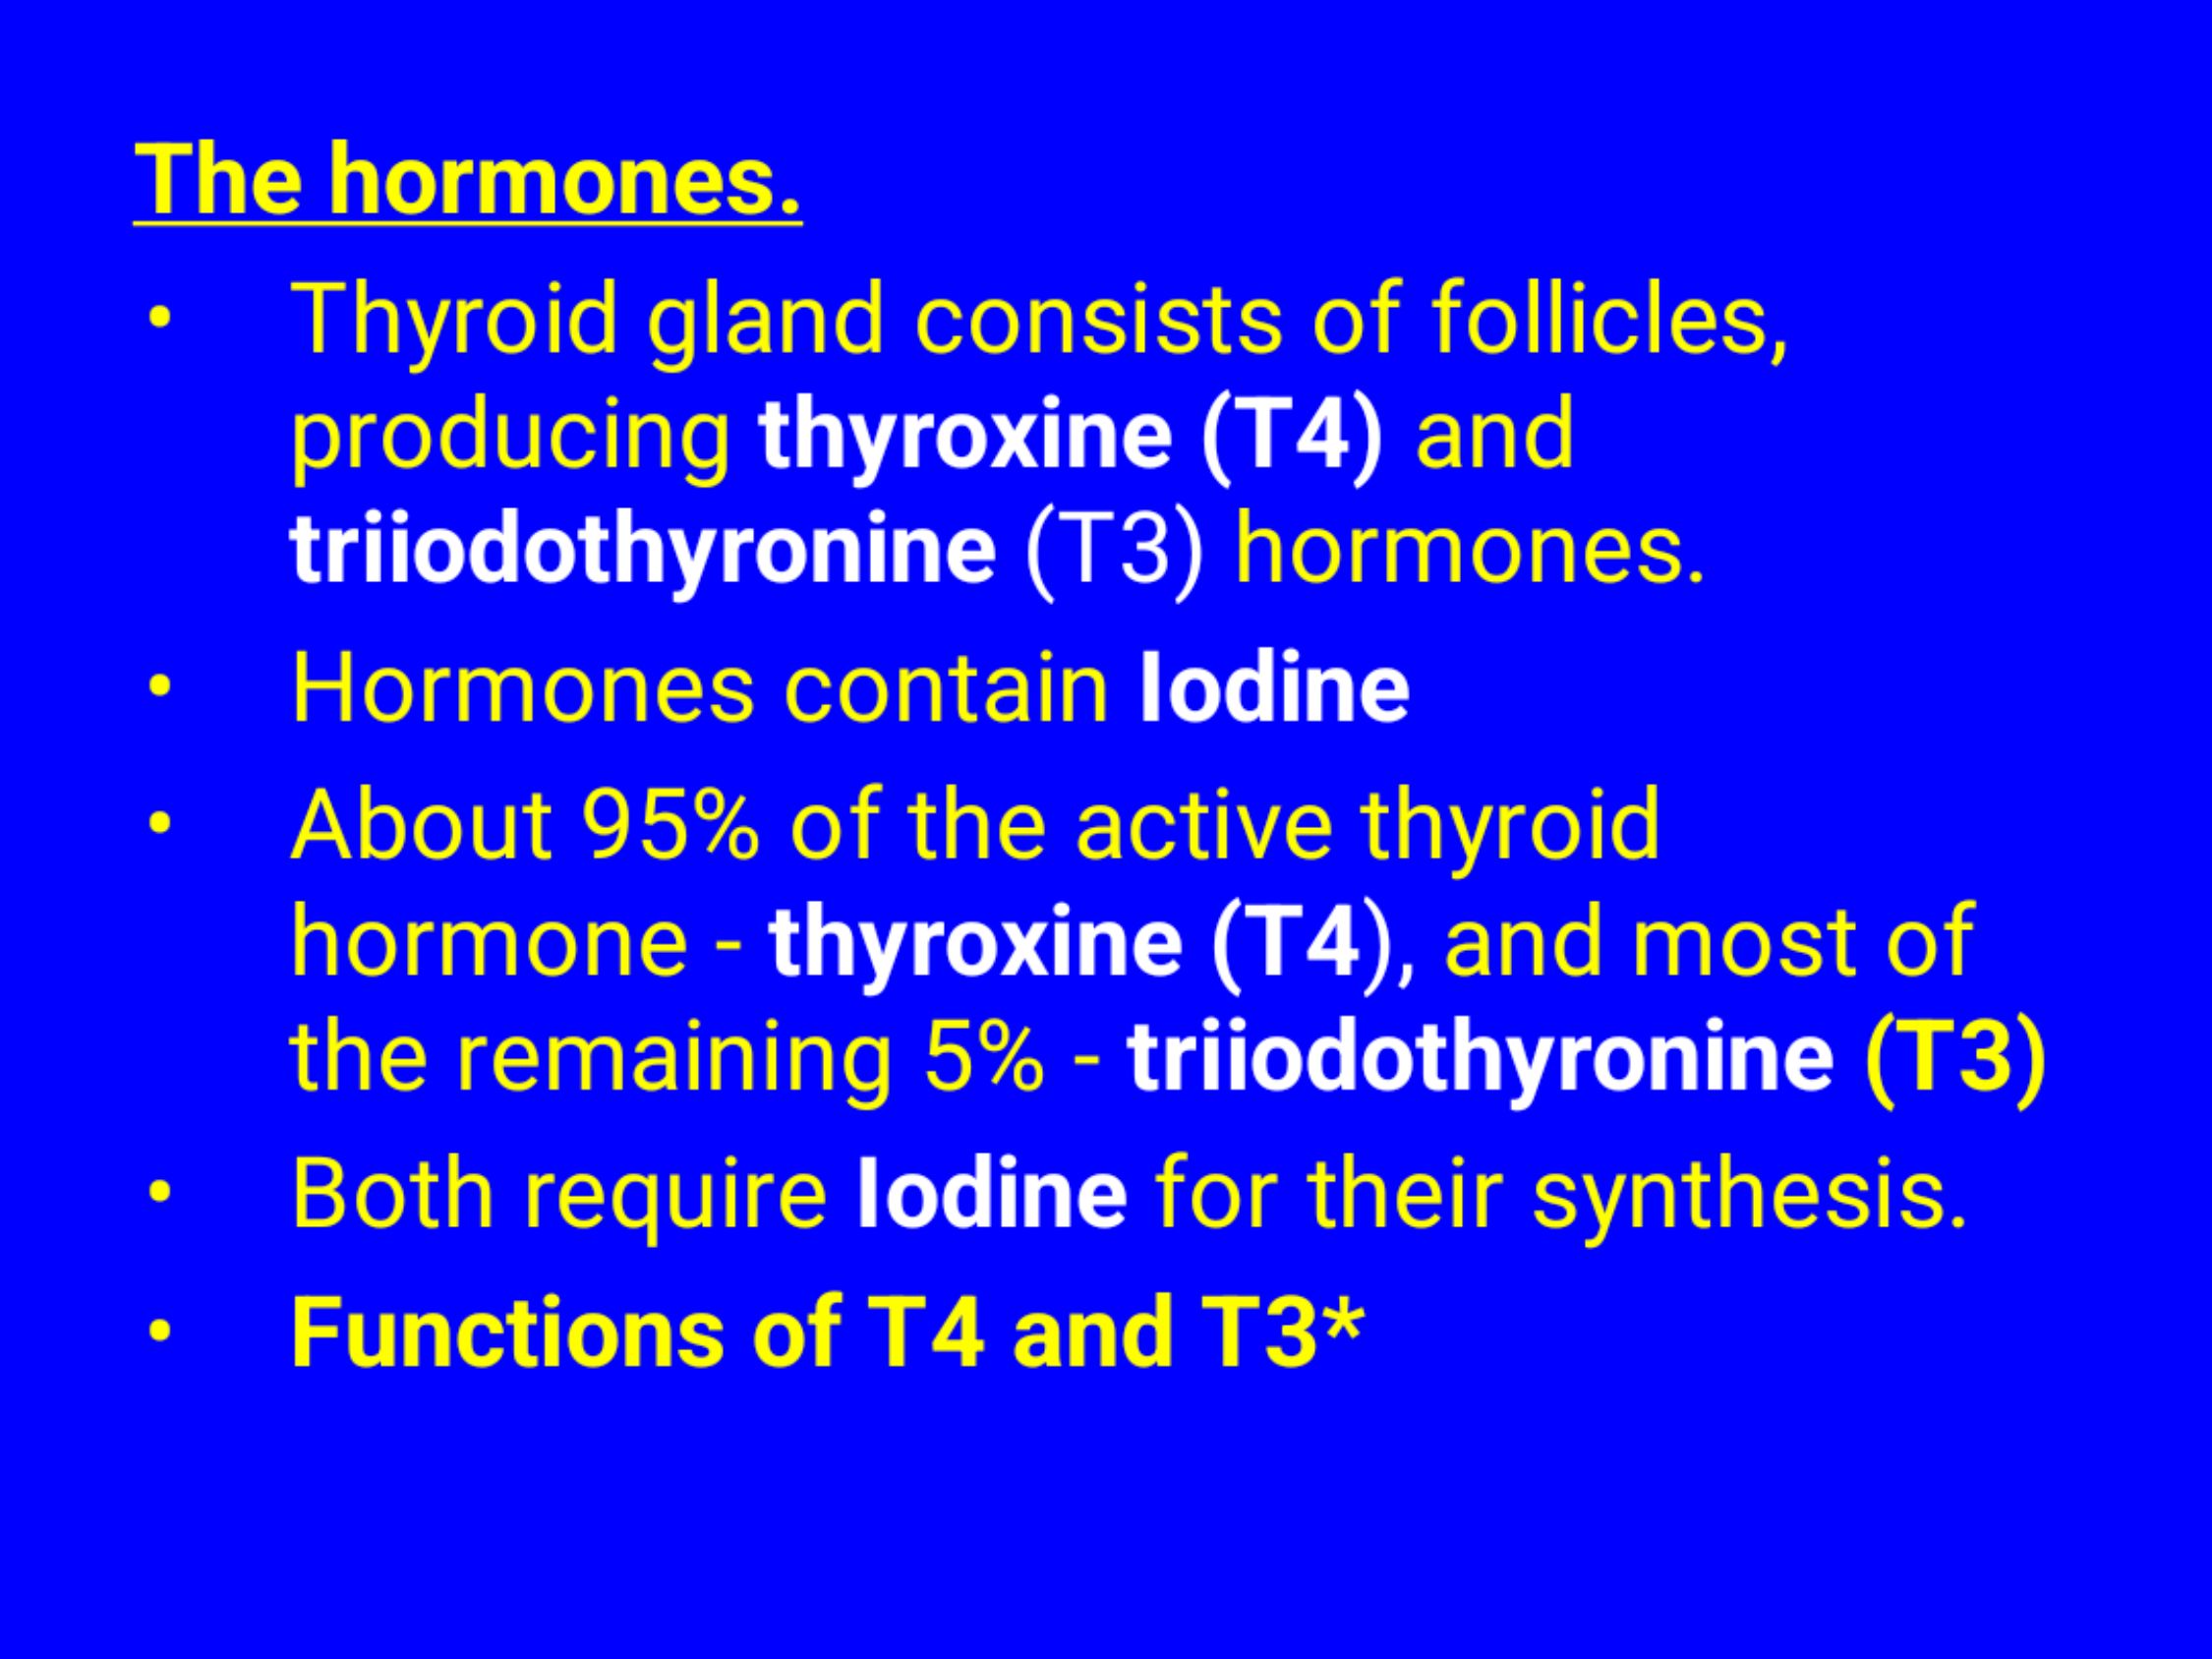 The hormones.
• Thyroid gland consists of follicles,
producing thyroxine (T4) and
triiodothyronine (T3) hormones.
• Hormones contain Iodine
• About 95% of the active thyroid
hormone - thyroxine (T4), and most of
the remaining 5% - triiodothyronine (T3)
• Both require Iodine for their synthesis.
• Functions of T4 and T3*